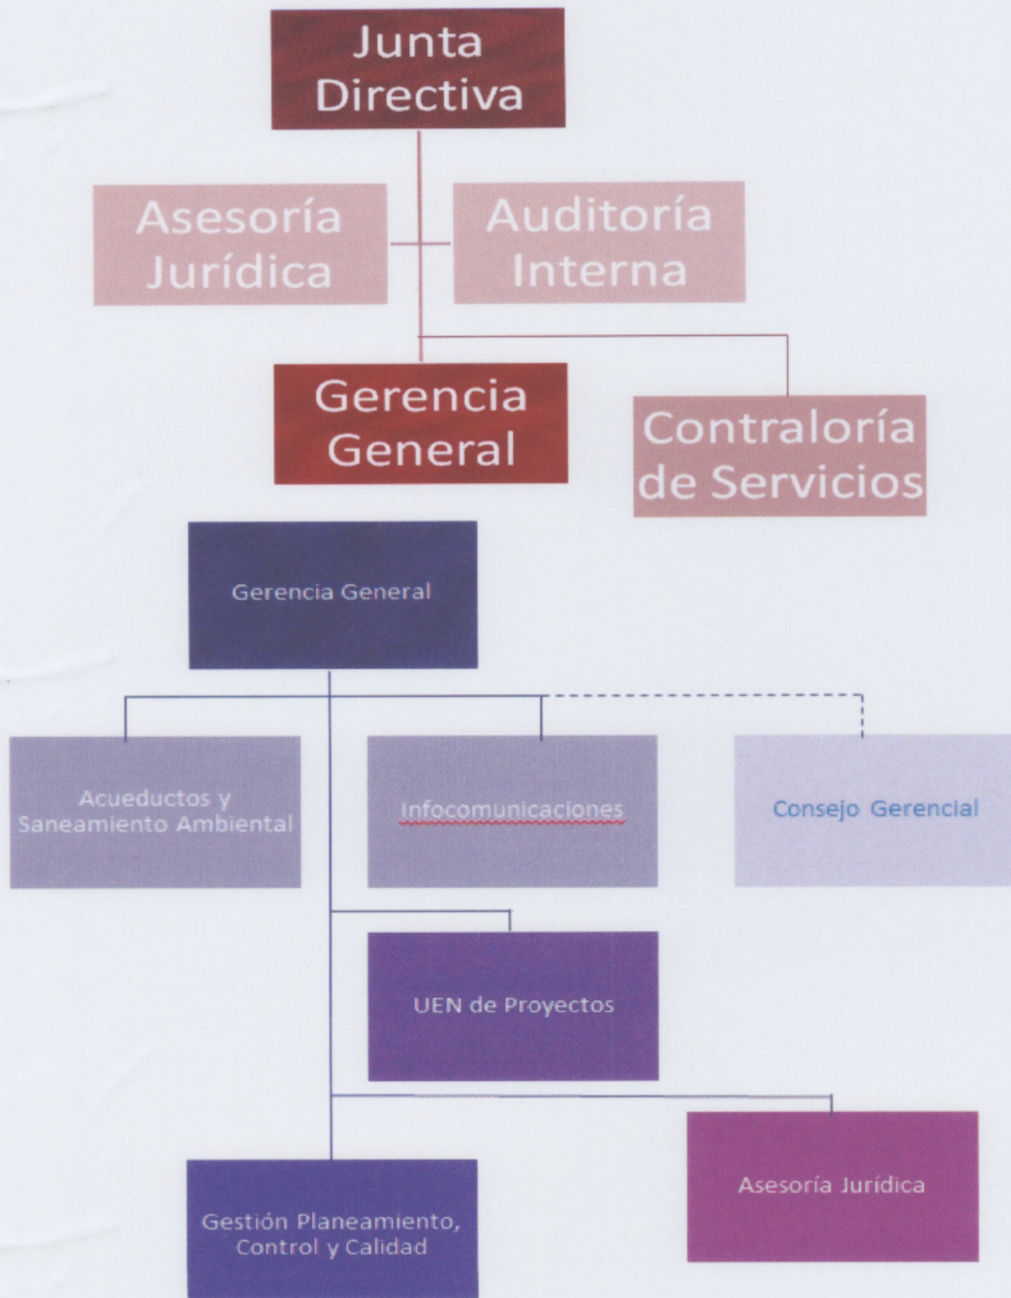 Junta
Directiva
Asesoría
Jurídica
Auditoría
Interna
Gerencia
General
Contraloría
de Servicios
Gerencia General
Acueductos y
Saneamiento Ambiental
Infocomunicaciones
Consejo Gerencial
UEN de Proyectos
Asesoría Jurídica
Gestión Planeamiento,
Control y Calidad